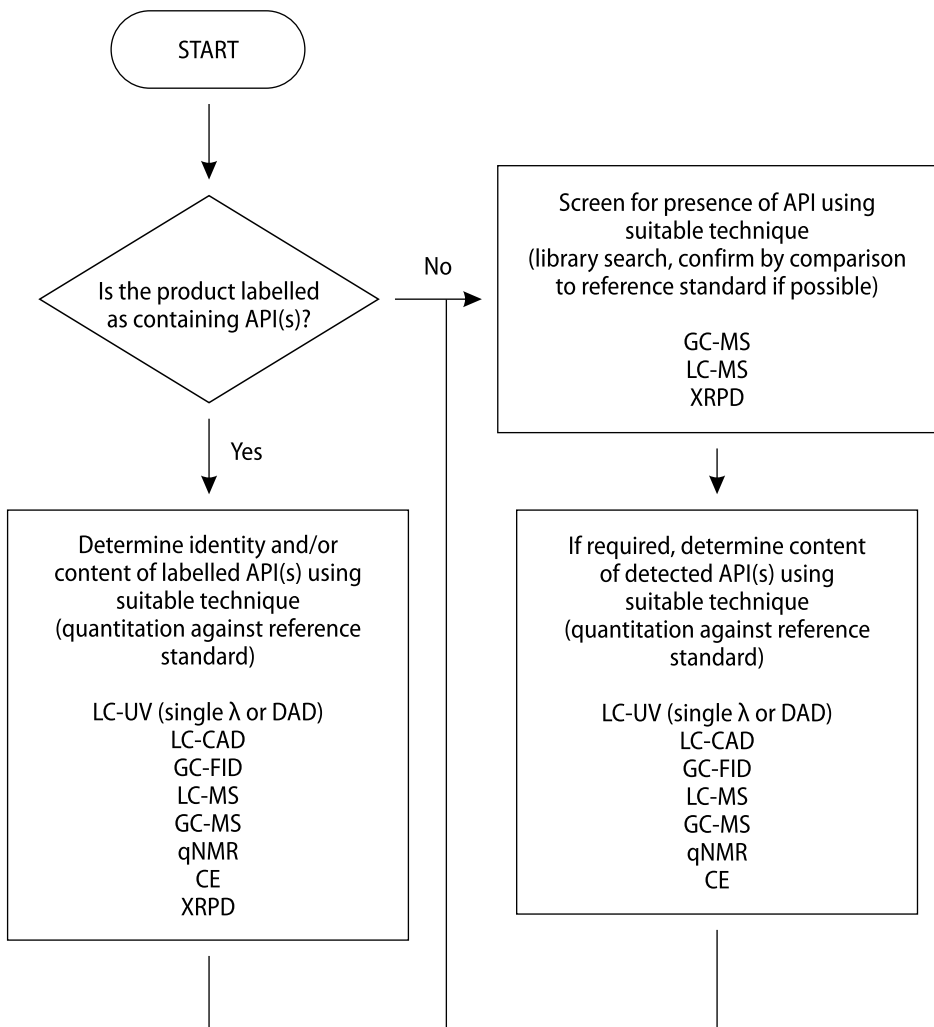 START
Is the product labelled
as containing API(s)?
No
Screen for presence of API using
suitable technique
(library search, confirm by comparison
to reference standard if possible)
GC-MS
LC-MS
XRPD
Yes
Determine identity and/or
content of labelled API(s) using
suitable technique
(quantitation against reference
standard)
LC-UV (single λ or DAD)
LC-CAD
GC-FID
LC-MS
GC-MS
qNMR
CE
XRPD
If required, determine content
of detected API(s) using
suitable technique
(quantitation against reference
standard)
LC-UV (single λ or DAD)
LC-CAD
GC-FID
LC-MS
GC-MS
qNMR
CE